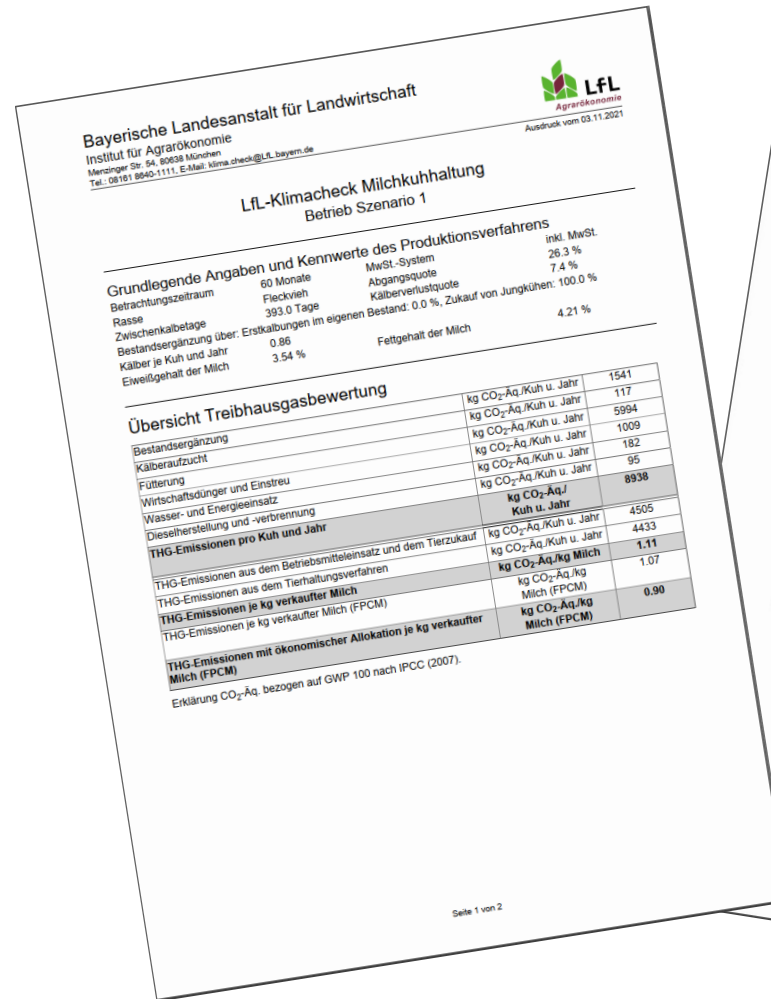 Bayerische Landesanstalt für Landwirtschaft
Institut für Agrarökonomie
Menzinger Str. 54, 80638 München
Tel.: 08161 8640-1111, E-Mail: klima.check@LfL.bayern.de
LfL
Agrarökonomie
Ausdruck vom 03.11.2021
LfL-Klimacheck Milchkuhhaltung
Betrieb Szenario 1
Grundlegende Angaben und Kennwerte des Produktionsverfahrens
Betrachtungszeitraum 60 Monate MwSt.-System inkl. MwSt.
Rasse Fleckvieh Abgangsquote 26.3 %
Zwischenkalbetage 393.0 Tage Kälberverlustquote 7.4 %
Bestandsergänzung über: Erstkalbungen im eigenen Bestand: 0.0 %, Zukauf von Jungkühen: 100.0 %
Kälber je Kuh und Jahr 0.86
Eiweißgehalt der Milch 3.54 % Fettgehalt der Milch 4.21 %
Übersicht Treibhausgasbewertung
Bestandsergänzung kg CO₂-Äq./Kuh u. Jahr 1541
Kälberaufzucht kg CO₂-Äq./Kuh u. Jahr 117
Fütterung kg CO₂-Äq./Kuh u. Jahr 5994
Wirtschaftsdünger und Einstreu kg CO₂-Äq./Kuh u. Jahr 1009
Wasser- und Energieeinsatz kg CO₂-Äq./Kuh u. Jahr 182
Dieselherstellung und -verbrennung kg CO₂-Äq./Kuh u. Jahr 95
THG-Emissionen pro Kuh und Jahr kg CO₂-Äq./ 8938
Kuh u. Jahr
THG-Emissionen aus dem Betriebsmitteleinsatz und dem Tierzukauf kg CO₂-Äq./Kuh u. Jahr 4505
THG-Emissionen aus dem Tierhaltungsverfahren kg CO₂-Äq./Kuh u. Jahr 4433
THG-Emissionen je kg verkaufter Milch kg CO₂-Äq./kg Milch 1.11
THG-Emissionen je kg verkaufter Milch (FPCM) kg CO₂-Äq./kg 1.07
Milch (FPCM)
THG-Emissionen mit ökonomischer Allokation je kg verkaufter kg CO₂-Äq./kg 0.90
Milch (FPCM) Milch (FPCM)
Erklärung CO₂-Äq. bezogen auf GWP 100 nach IPCC (2007).
Seite 1 von 2